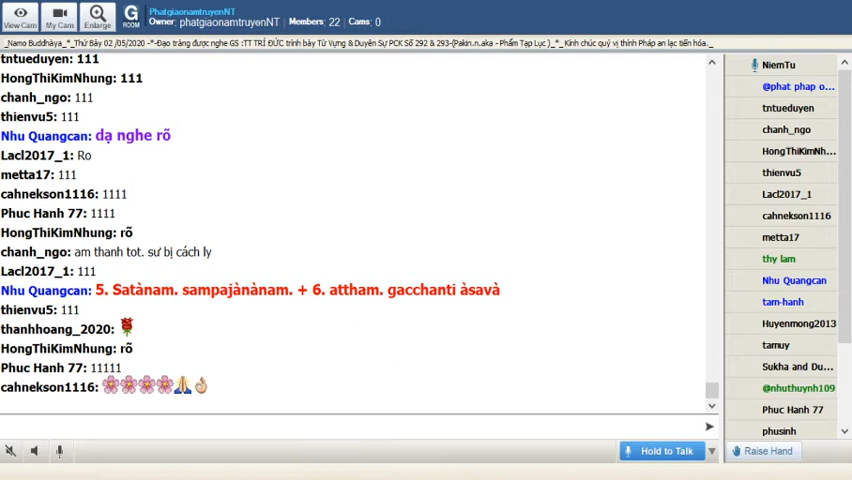 View Cam
My Cam
Enlarge
G
ROOM
PhatgiaonamtruyenNT
Owner: phatgiaonamtruyenNT Members: 22 Cams: 0
_Namo Buddhàya_*_Thứ Bảy 02 /05/2020 -*-Đạo tràng được nghe GS :TT TRÍ ĐỨC trình bày Từ Vựng &Duyên Sự PCK Số 292 & 293-(Pakin.n.aka - Phẩm Tạp Lục )_*_ Kính chúc quý vị thính Pháp an lạc tiến hóa._
tntueduyen: 111
HongThiKimNhung: 111
chanh_ngo: 111
thienvu5: 111
Nhu Quangcan: dạ nghe rõ
Lacl2017_1: Ro
metta17: 111
cahnekson1116: 1111
Phuc Hanh 77: 1111
HongThiKimNhung: rõ
chanh_ngo: am thanh tot. sư bị cách ly
Lacl2017_1: 111
Nhu Quangcan: 5. Satànam. sampajànànam. + 6. attham. gacchanti àsavà
thienvu5: 111
thanhhoang_2020:
HongThiKimNhung: rõ
Phuc Hanh 77: 11111
cahnekson1116:
NiemTu
@phat phap o...
tntueduyen
chanh_ngo
HongThiKimNh...
thienvu5
Lacl2017_1
cahnekson1116
metta17
thy lam
Nhu Quangcan
tam-hanh
Huyenmong2013
tamuy
Sukha and Du...
@nhuthuynh109
Phuc Hanh 77
phusinh
Hold to Talk
Raise Hand